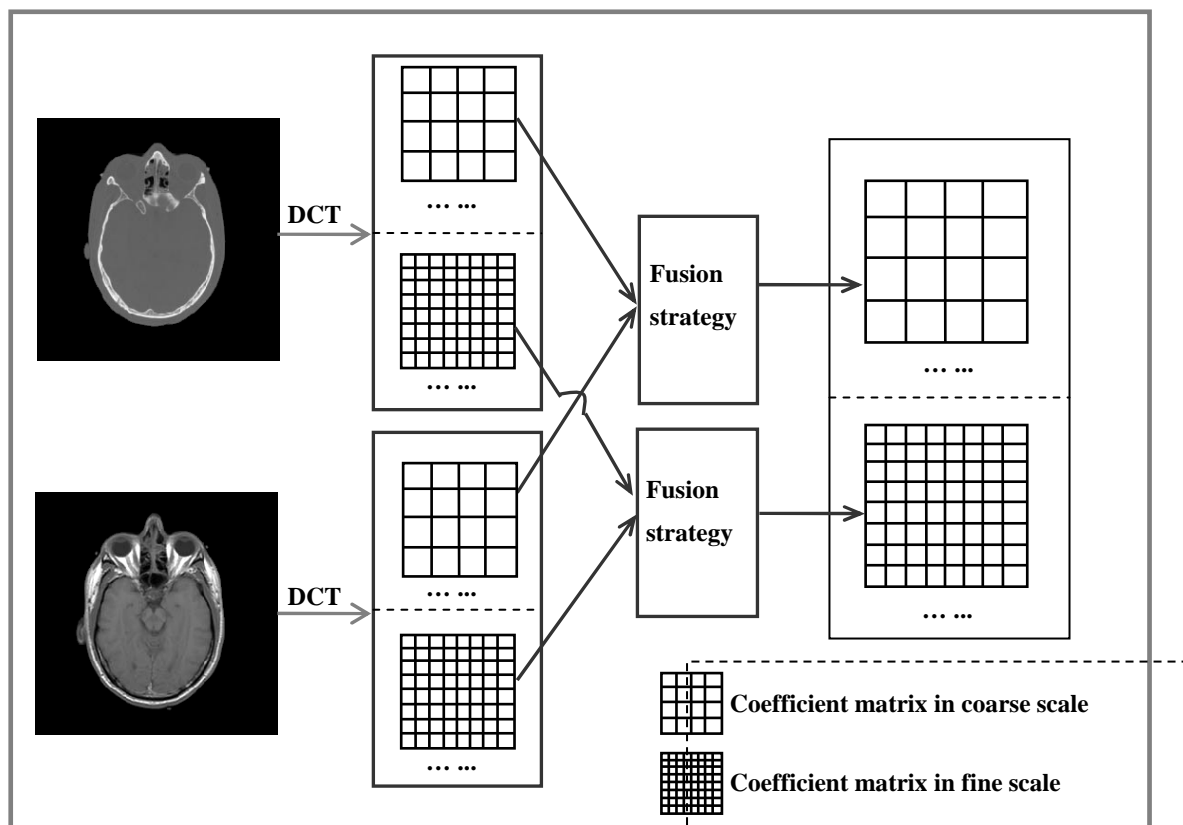 … ...
DCT
… ...
Fusion
strategy
… ...
… ...
DCT
… ...
Fusion
strategy
… ...
Coefficient matrix in coarse scale
Coefficient matrix in fine scale